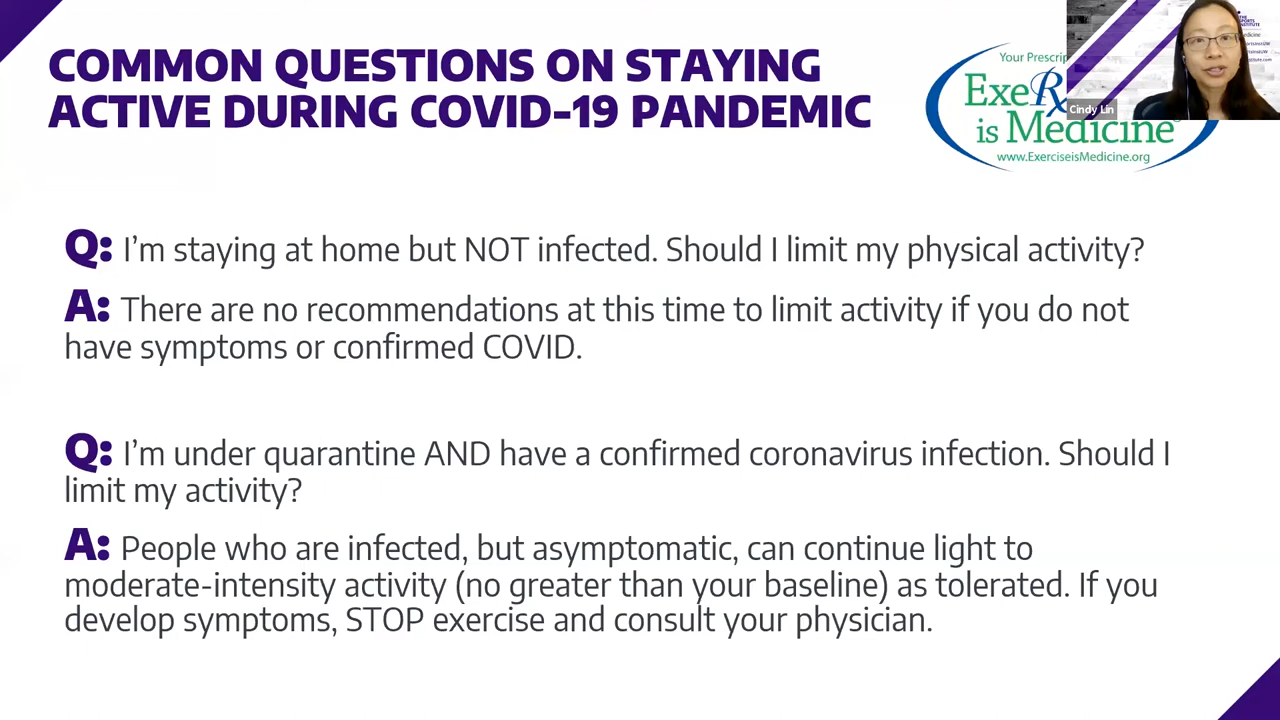 COMMON QUESTIONS ON STAYING
ACTIVE DURING COVID-19 PANDEMIC
Your Prescrip
ExeR
is Medicine
www.ExerciseisMedicine.org
Cindy Lin
Q: I'm staying at home but NOT infected. Should I limit my physical activity?
A: There are no recommendations at this time to limit activity if you do not
have symptoms or confirmed COVID.
Q: I'm under quarantine AND have a confirmed coronavirus infection. Should I
limit my activity?
A: People who are infected, but asymptomatic, can continue light to
moderate-intensity activity (no greater than your baseline) as tolerated. If you
develop symptoms, STOP exercise and consult your physician.